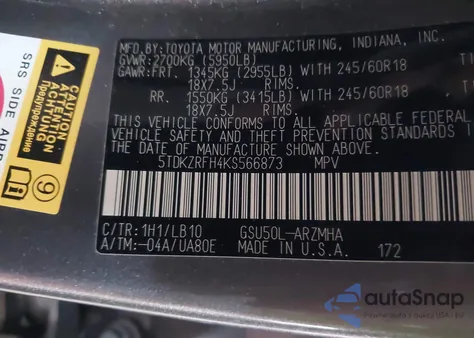 MFD. BY:TOYOTA MOTOR MANUFACTURING, INDIANA, INC.
GVWR:2700KG (5950LB)
GAWR:FRT. 1345KG (2955LB) WITH 245/60R18
18X7.5J RIMS.
RR. 1550KG (3415LB) WITH 245/60R18
18X7.5J RIMS.
THIS VEHICLE CONFORMS TO ALL APPLICABLE FEDERAL
VEHICLE SAFETY AND THEFT PREVENTION STANDARDS
THE DATE OF MANUFACTURE SHOWN ABOVE.
5TDKZRFH4KS566873 MPV
C/TR: 1H1/LB10 GSU50L-ARZMHA
A/TM:-04A/UA80E MADE IN U.S.A. 172
SRS SIDE AIRB
CAUTION
ATTENTION
9
autoSnap